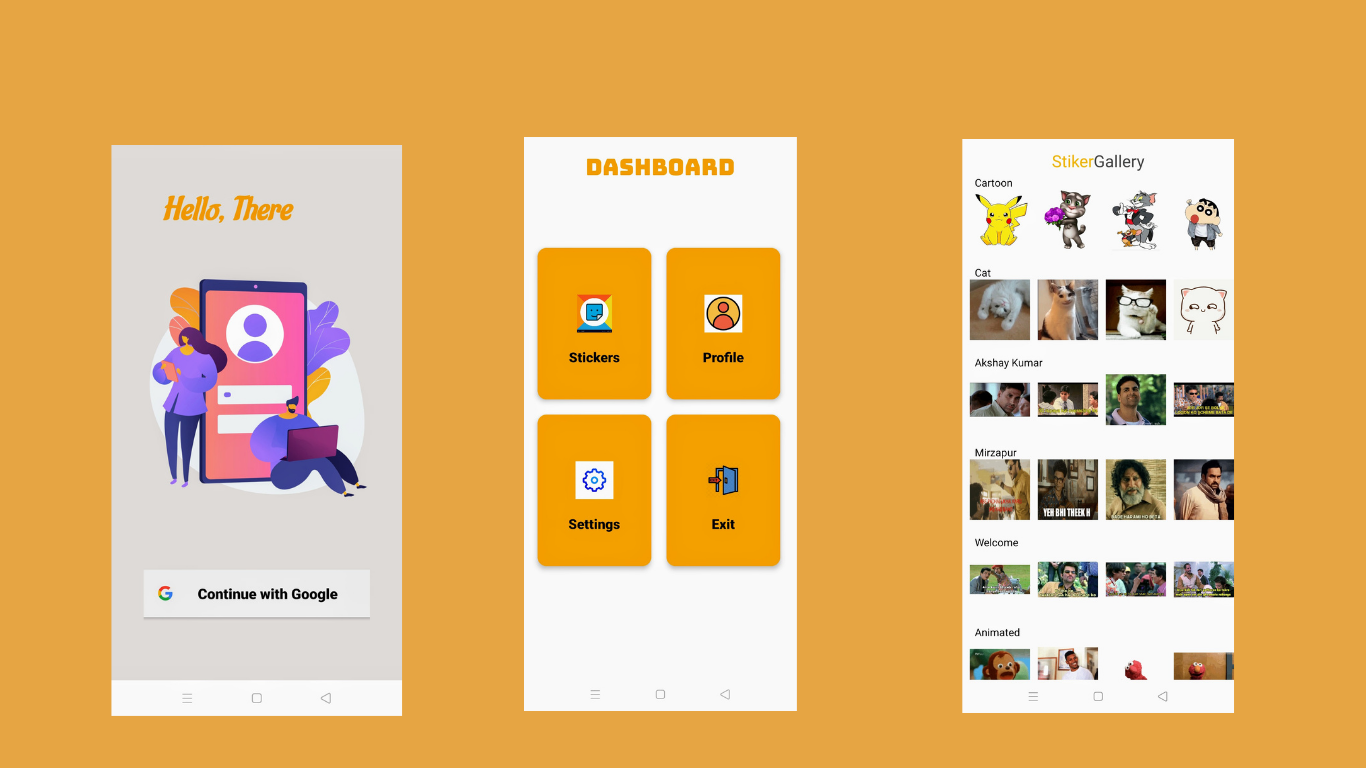 Hello, There
Continue with Google
DASHBOARD
Stickers
Profile
Settings
Exit
StikerGallery
Cartoon
Cat
Akshay Kumar
Mirzapur
YEH BHI THEEK H
Welcome
Animated